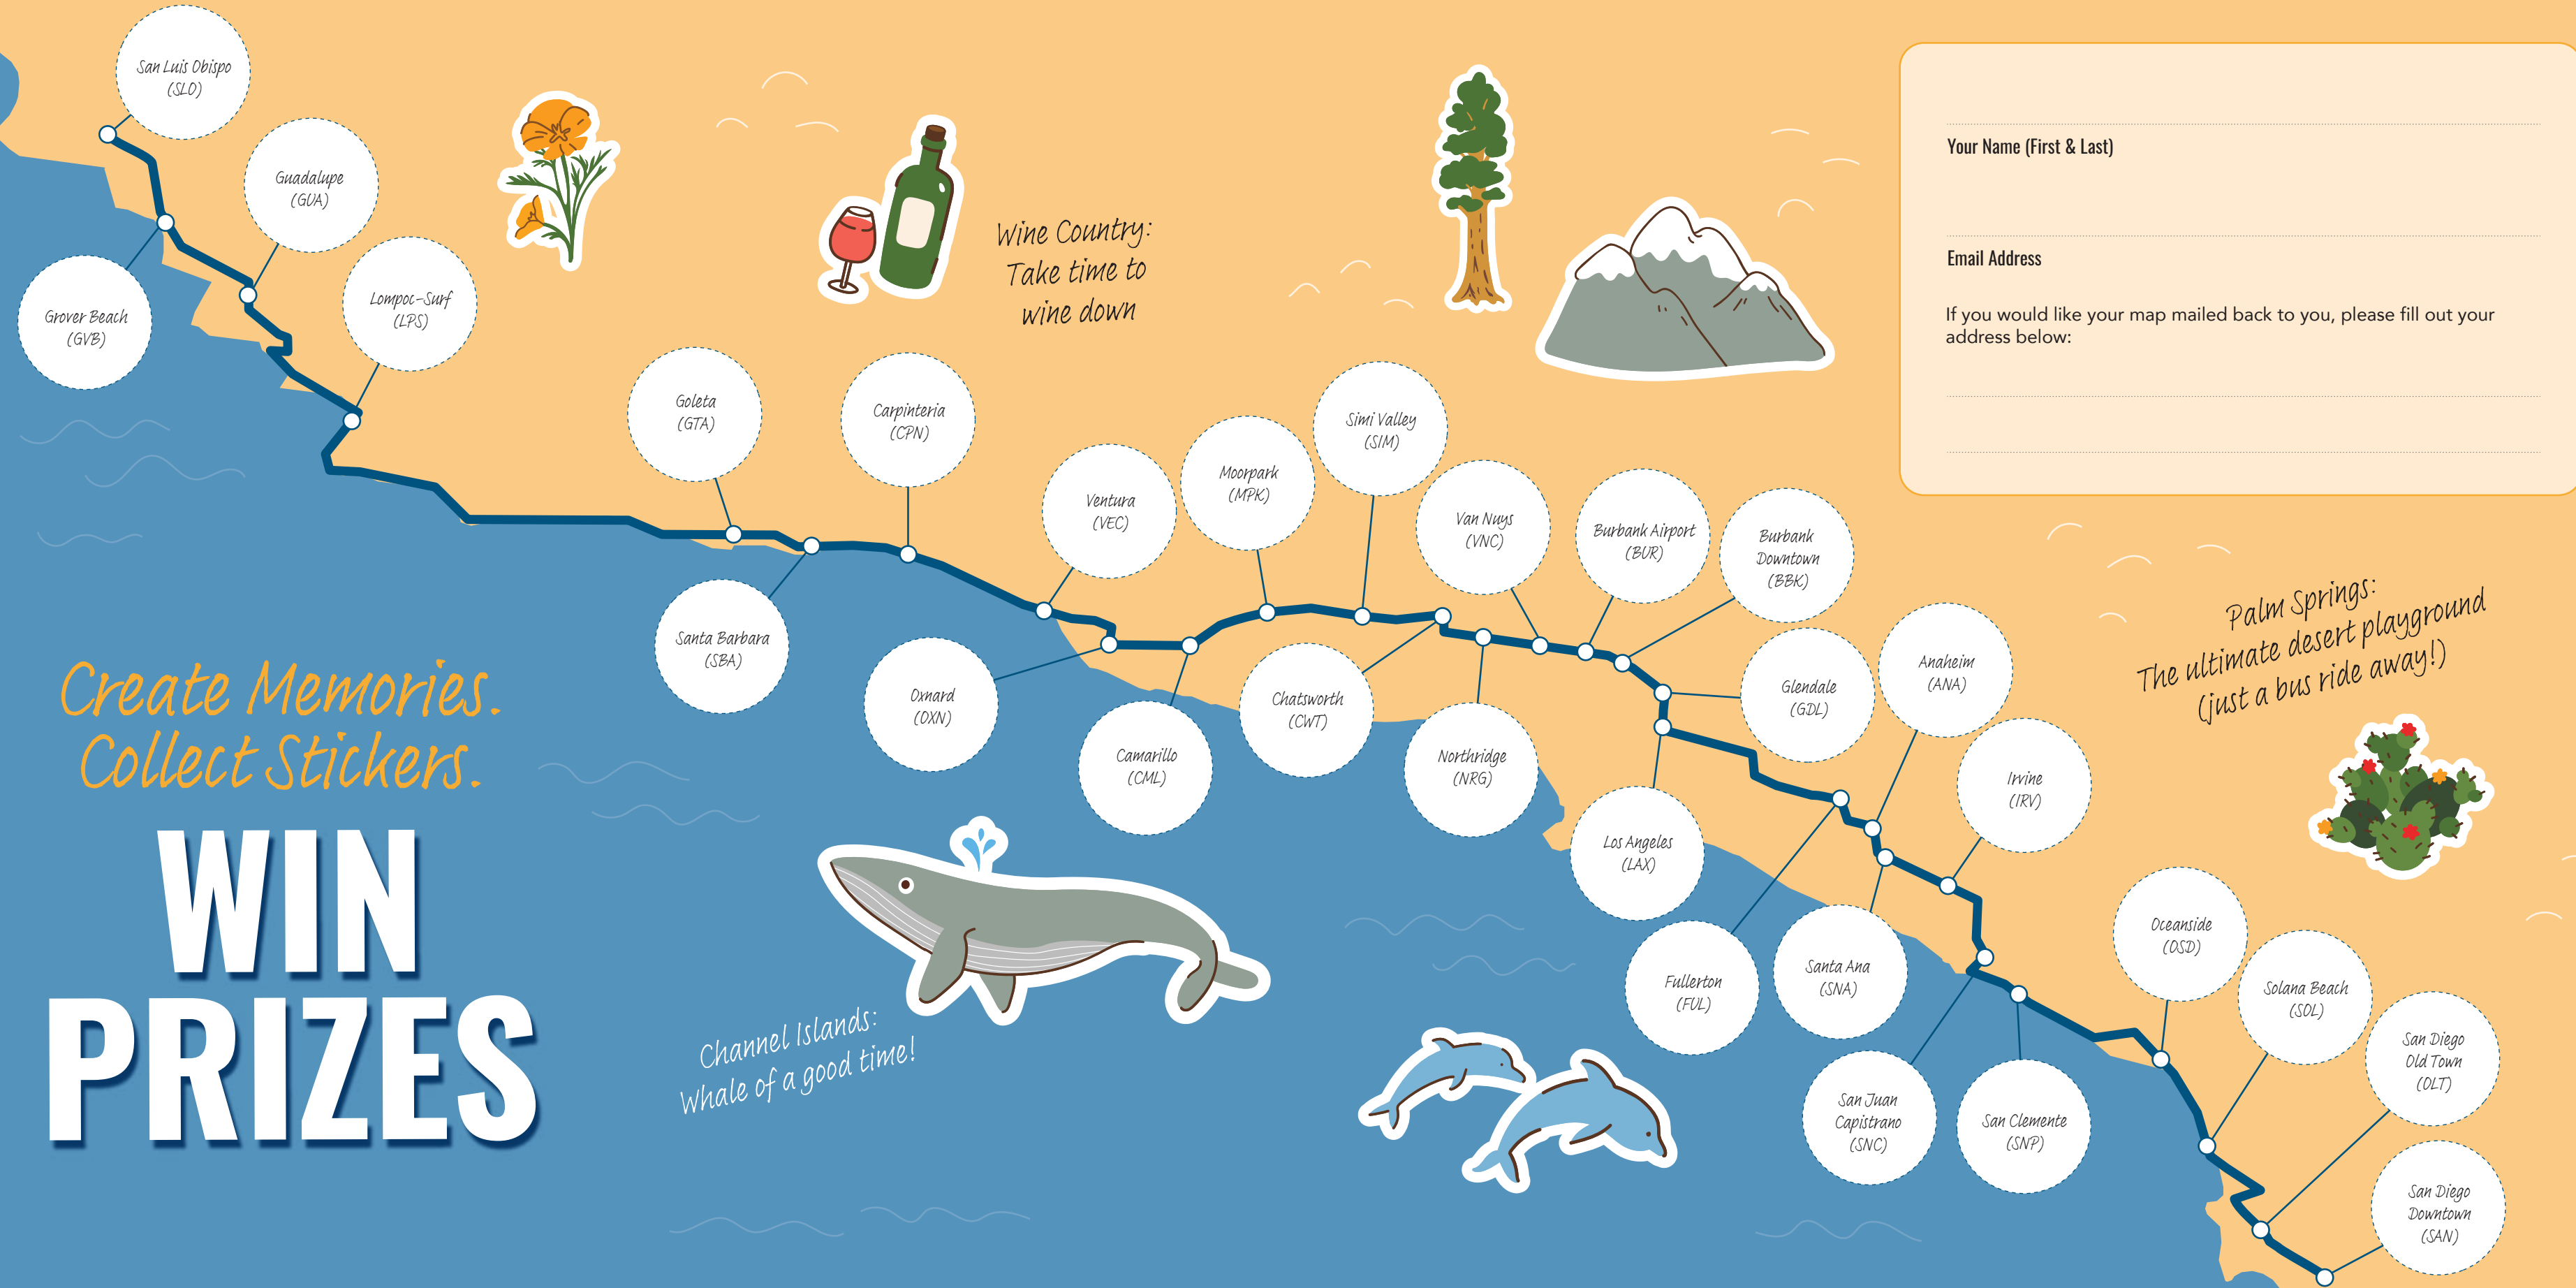 San Luis Obispo
(SLO)
Guadalupe
(GUA)
Grover Beach
(GVB)
Lompoc-Surf
(LPS)
Wine Country:
Take time to
wine down
Your Name (First & Last)
Email Address
If you would like your map mailed back to you, please fill out your
address below:
Goleta
(GTA)
Carpinteria
(CPN)
Santa Barbara
(SBA)
Ventura
(VEC)
Oxnard
(OXN)
Moorpark
(MPK)
Camarillo
(CML)
Simi Valley
(SIM)
Chatsworth
(CWT)
Van Nuys
(VNC)
Northridge
(NRG)
Burbank Airport
(BUR)
Burbank
Downtown
(BBK)
Glendale
(GDL)
Los Angeles
(LAX)
Anaheim
(ANA)
Fullerton
(FUL)
Irvine
(IRV)
Santa Ana
(SNA)
Palm Springs:
The ultimate desert playground
(just a bus ride away!)
San Juan
Capistrano
(SNC)
San Clemente
(SNP)
Oceanside
(OSD)
Solana Beach
(SOL)
San Diego
Old Town
(OLT)
San Diego
Downtown
(SAN)
Create Memories.
Collect Stickers.
WIN
PRIZES
Channel Islands:
Whale of a good time!